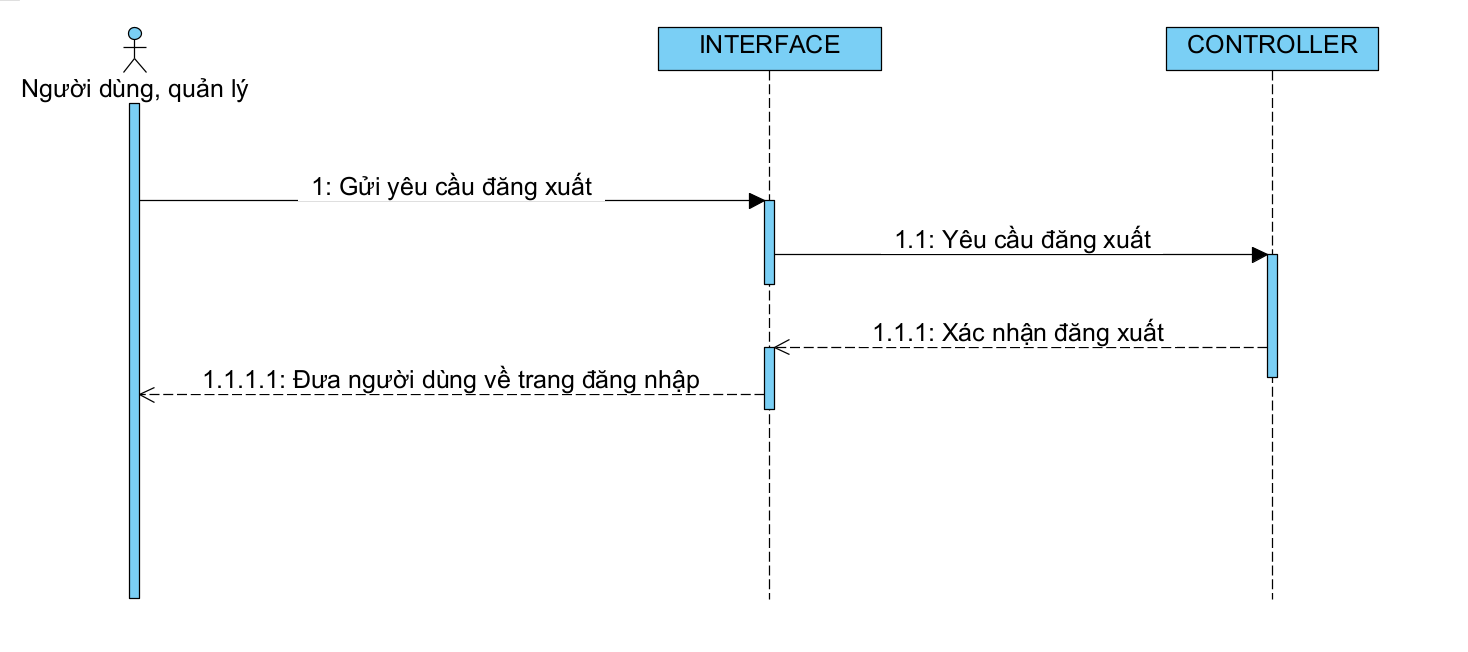 INTERFACE
CONTROLLER
Người dùng, quản lý
1: Gửi yêu cầu đăng xuất
1.1: Yêu cầu đăng xuất
1.1.1: Xác nhận đăng xuất
1.1.1.1: Đưa người dùng về trang đăng nhập